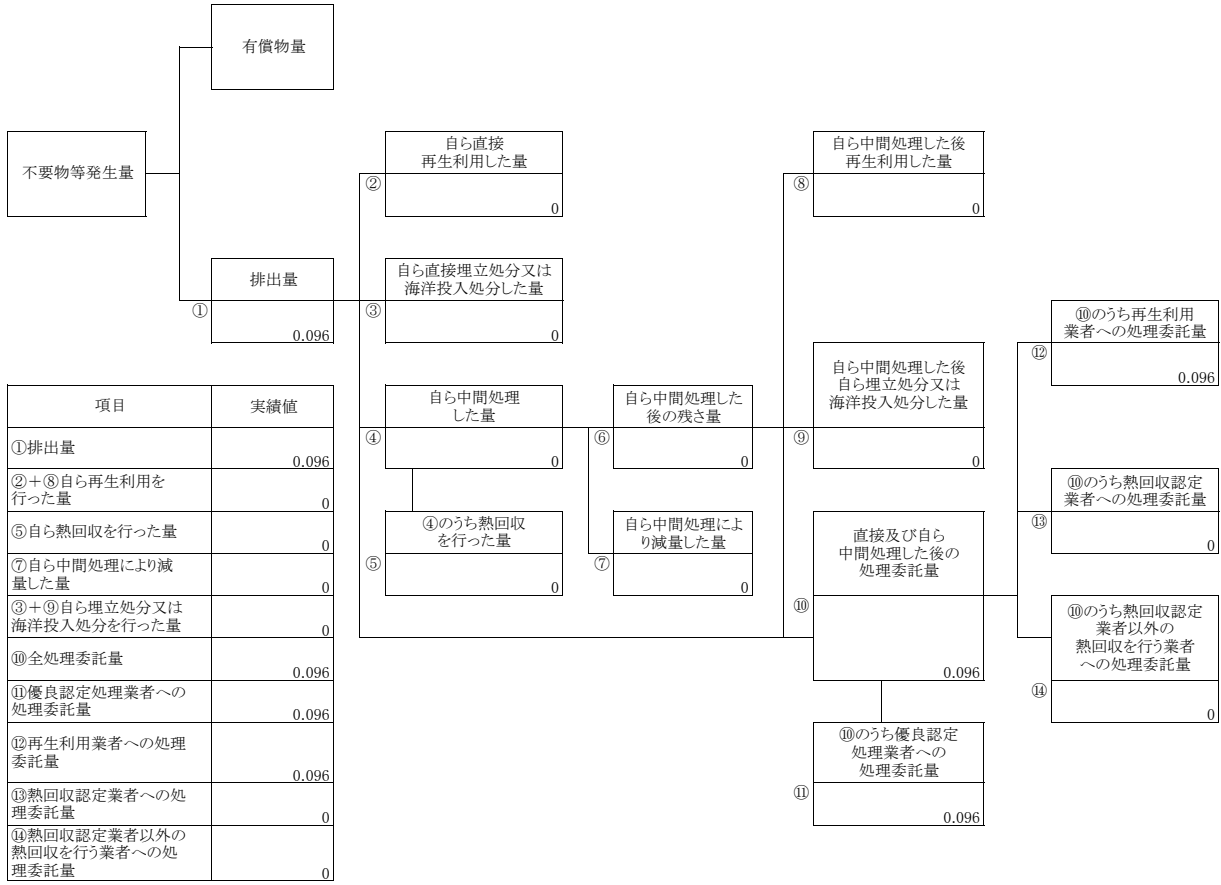 有償物量
不要物等発生量
自ら直接
再生利用した量
②
0
自ら中間処理した後
再生利用した量
⑧
0
排出量
①
0.096
自ら直接埋立処分又は
海洋投入処分した量
③
0
⑩のうち再生利用
業者への処理委託量
⑫
0.096
自ら中間処理
した量
④
0
自ら中間処理した
後の残さ量
⑥
0
自ら中間処理した後
自ら埋立処分又は
海洋投入処分した量
⑨
0
⑩のうち熱回収認定
業者への処理委託量
⑬
0
④のうち熱回収
を行った量
⑤
0
自ら中間処理によ
り減量した量
⑦
0
直接及び自ら
中間処理した後の
処理委託量
⑩
0.096
⑩のうち熱回収認定
業者以外の
熱回収を行う業者
への処理委託量
⑭
0
⑩のうち優良認定
処理業者への
処理委託量
⑪
0.096
項目
実績値
①排出量
0.096
②＋⑧自ら再生利用を
行った量
0
⑤自ら熱回収を行った量
0
⑦自ら中間処理により減
量した量
0
③＋⑨自ら埋立処分又は
海洋投入処分を行った量
0
⑩全処理委託量
0.096
⑪優良認定処理業者への
処理委託量
0.096
⑫再生利用業者への処理
委託量
0.096
⑬熱回収認定業者への処
理委託量
0
⑭熱回収認定業者以外の
熱回収を行う業者への処
理委託量
0